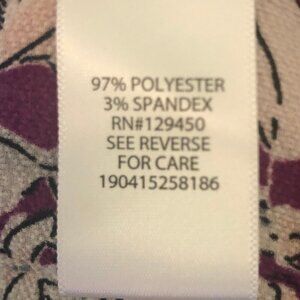 97% POLYESTER
3% SPANDEX
RN#129450
SEE REVERSE
FOR CARE
190415258186